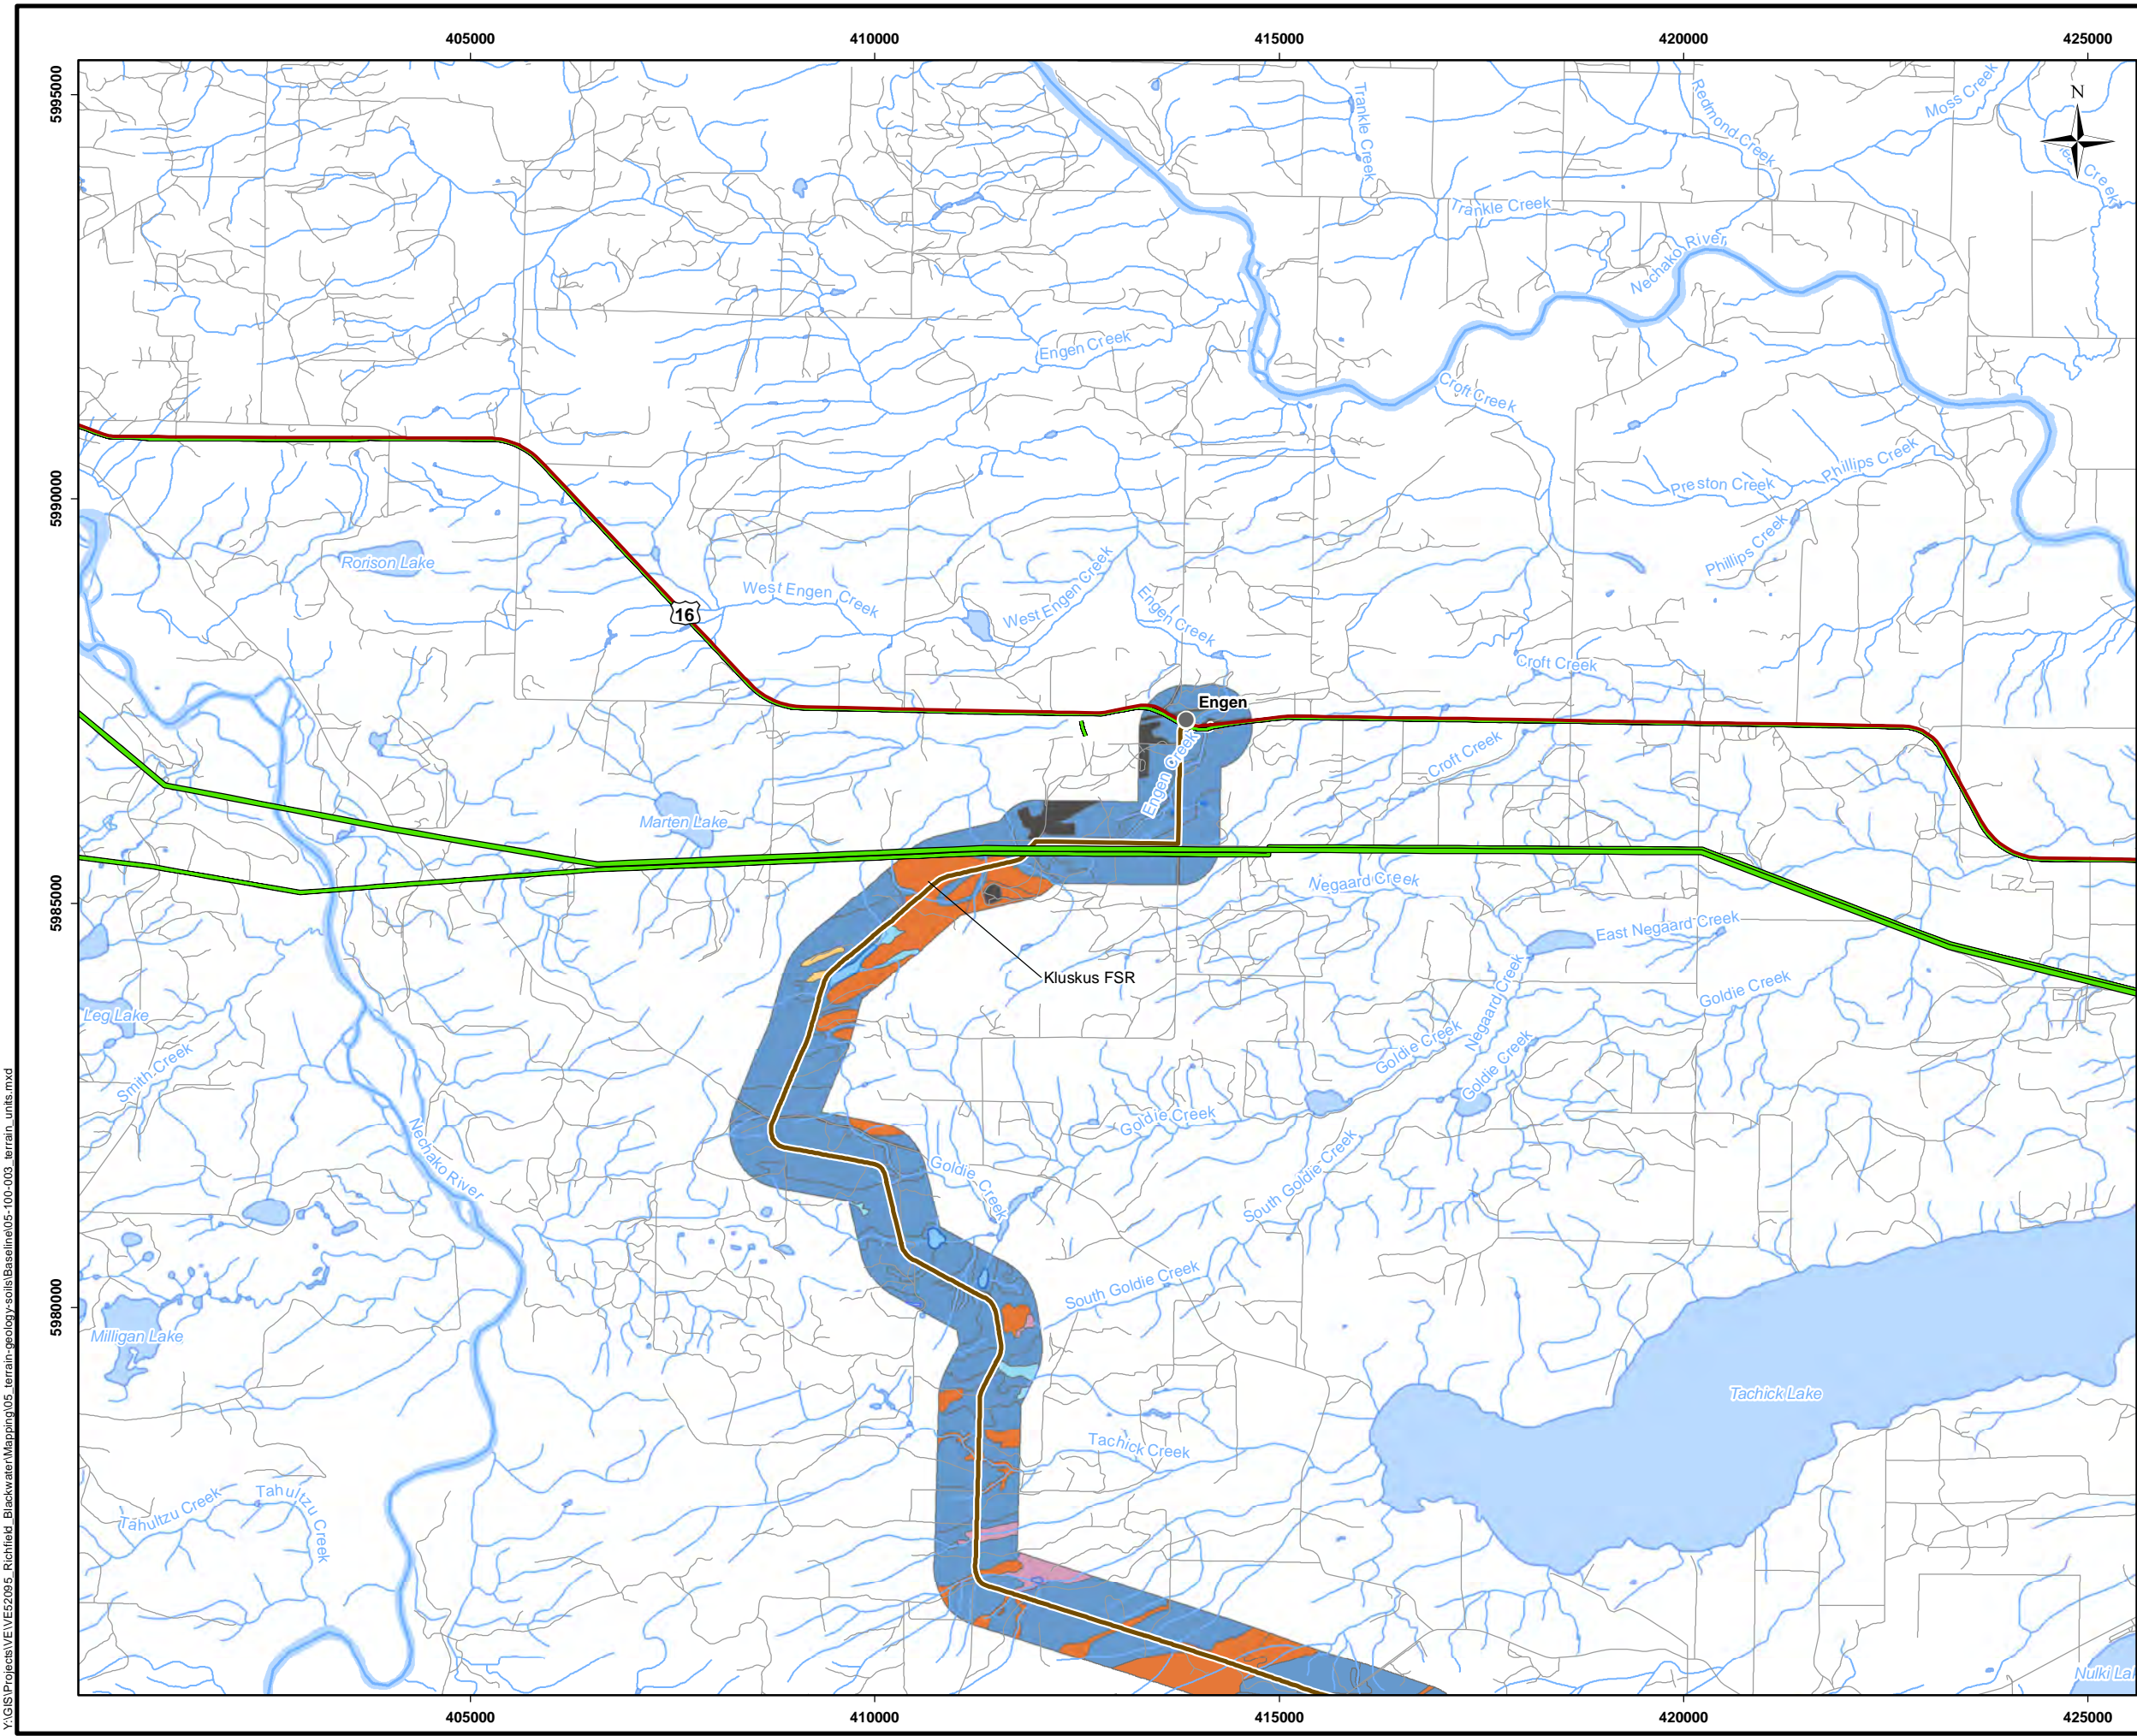 405000 410000 415000 420000 425000
5995000
Trankle Creek
Redmond Creek
Moss Creek
N
Creek
Trankle Creek
Nechako River
Engen Creek
Croft Creek
5990000
Phillips Creek
Preston Creek
Phillips Creek
Rorison Lake
West Engen Creek
West Engen Creek
Engen Creek
16
Croft Creek
Engen
Engen Creek
Croft Creek
Marten Lake
5985000
Negaard Creek
East Negaard Creek
Kluskus FSR
Negaard Creek
Goldie Creek
Leg Lake
Smith Creek
Goldie Creek
Goldie Creek
Goldie Creek
Nechako River
Goldie Creek
South Goldie Creek
5980000
South Goldie Creek
Milligan Lake
Tachick Lake
Tachick Creek
Tahultzu Creek
Tahultzu Creek
Nulki
405000 410000 415000 420000 425000
Y:\GIS\Projects\VE\VE52095_Richfield_Blackwater\Mapping\05_terrain-geology-soils\Baseline\05-100-003_terrain_units.mxd